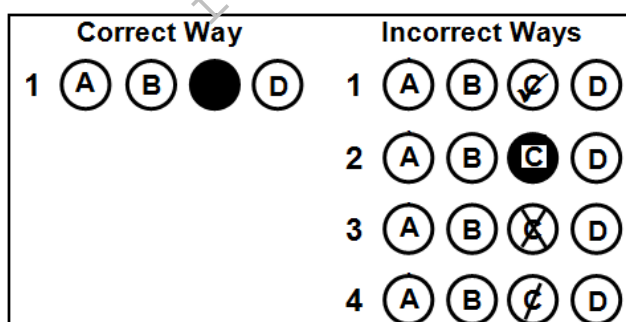 Correct Way
1 A B D
Incorrect Ways
1 A B C D
2 A B C D
3 A B C D
4 A B C D